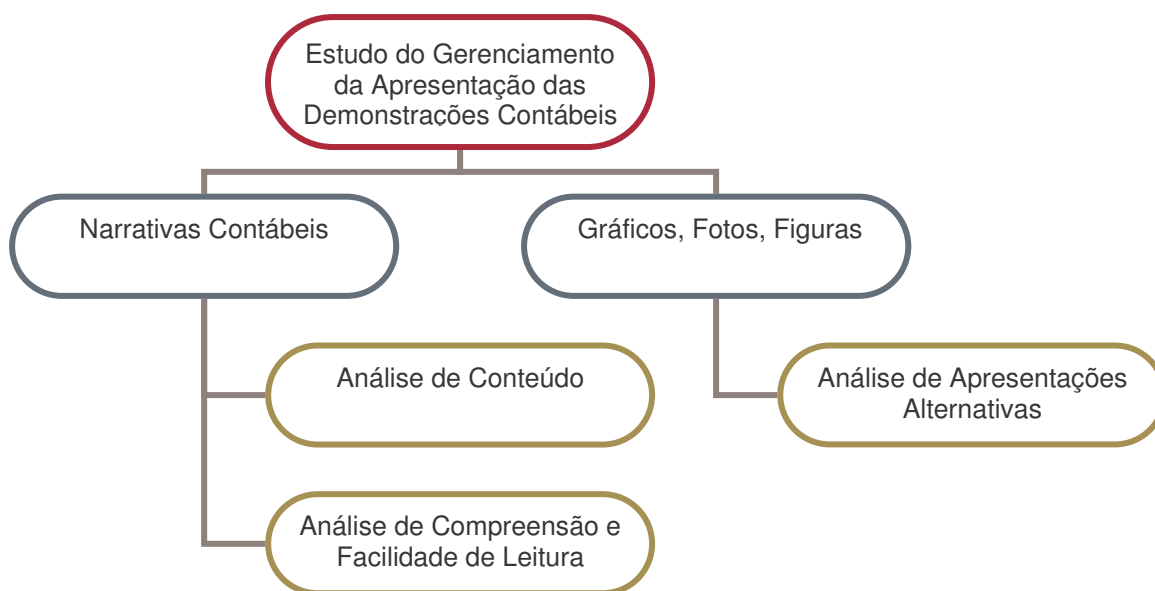 Estudo do Gerenciamento
da Apresentação das
Demonstrações Contábeis
Narrativas Contábeis
Gráficos, Fotos, Figuras
Análise de Conteúdo
Análise de Apresentações
Alternativas
Análise de Compreensão e
Facilidade de Leitura